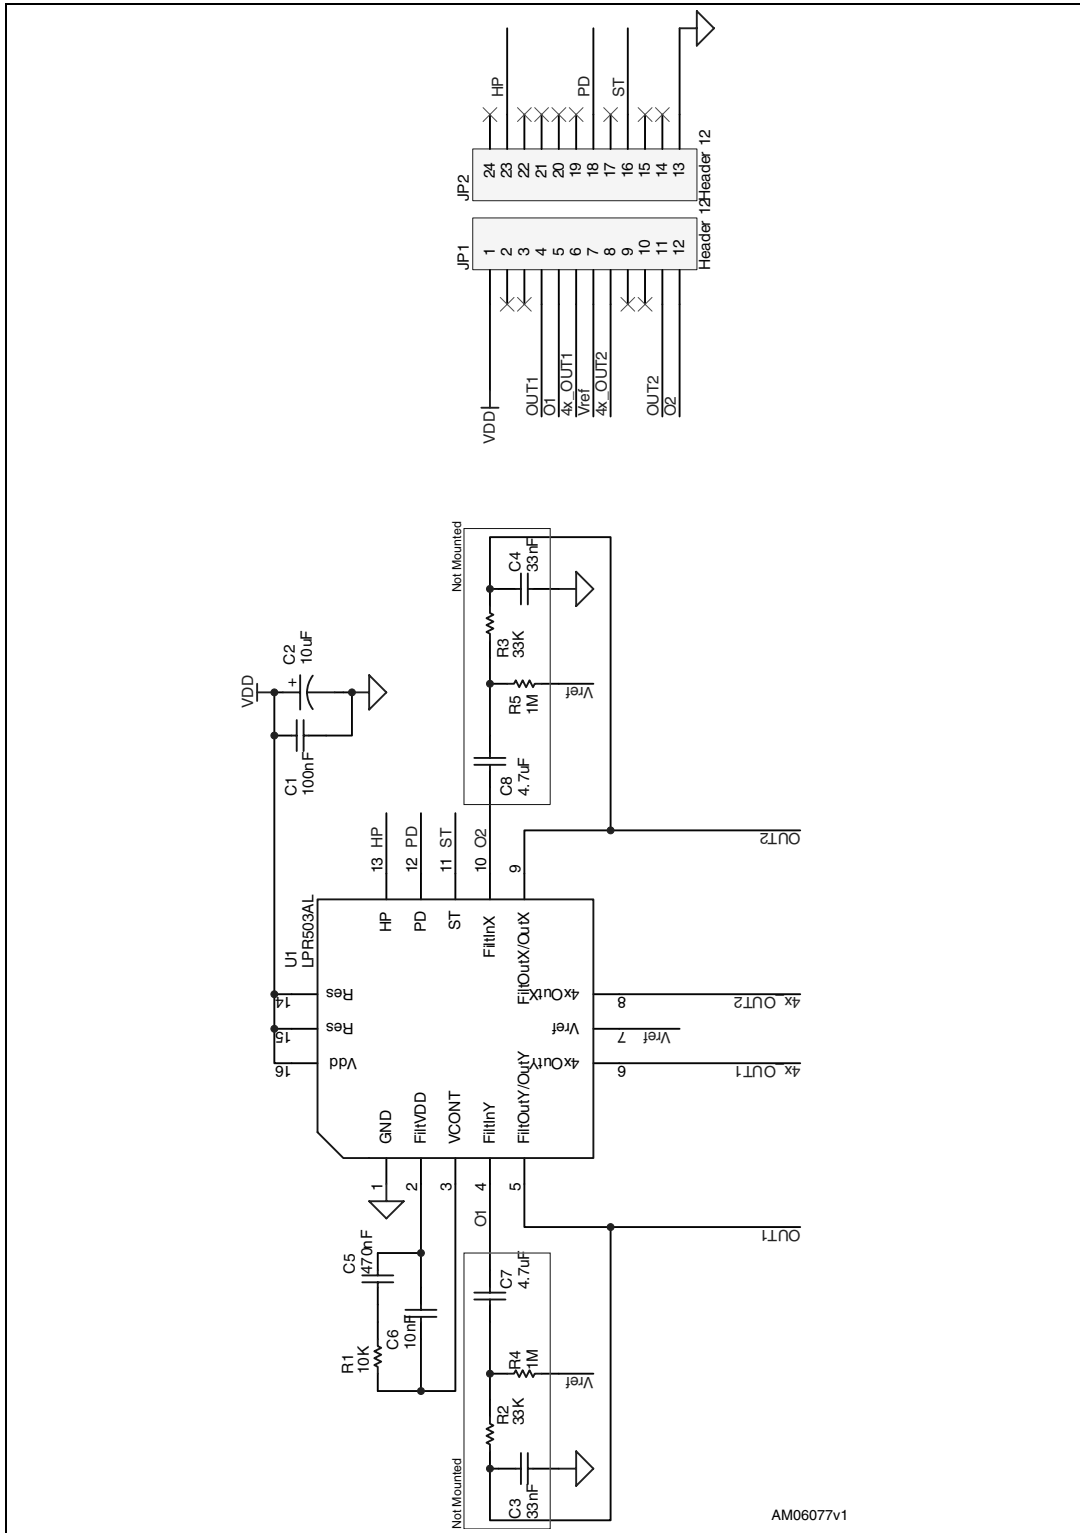 HP
PD
ST
24
23
22
21
20
19
18
17
16
15
14
13
JP2
Header 12
JP1
1
2
3
4
5
6
7
8
9
10
11
12
Header 12
VDD
OUT1
O1
4x_OUT1
Vref
4x_OUT2
OUT2
O2
Not Mounted
C4
33nF
R3
33K
R5
1M
Vref
C8
4.7uF
VDD
C2
10uF
+
C1
100nF
13 HP
12 PD
11 ST
10 O2
9
OUT2
U1
LPR503AL
HP
PD
ST
FiltInX
FiltOutX/OutX
14
Res
15
Res
16
Vdd
4xOutX
8
4x_OUT2
Vref
7
Vref
4xOutY
6
4x_OUT1
GND
FiltVDD
VCONT
FiltInY
FiltOutY/OutY
1
2
3
4
5
O1
OUT1
C5
470nF
C6
10nF
R1
10K
C7
4.7uF
R4
1M
Vref
R2
33K
C3
33nF
Not Mounted
AM06077v1